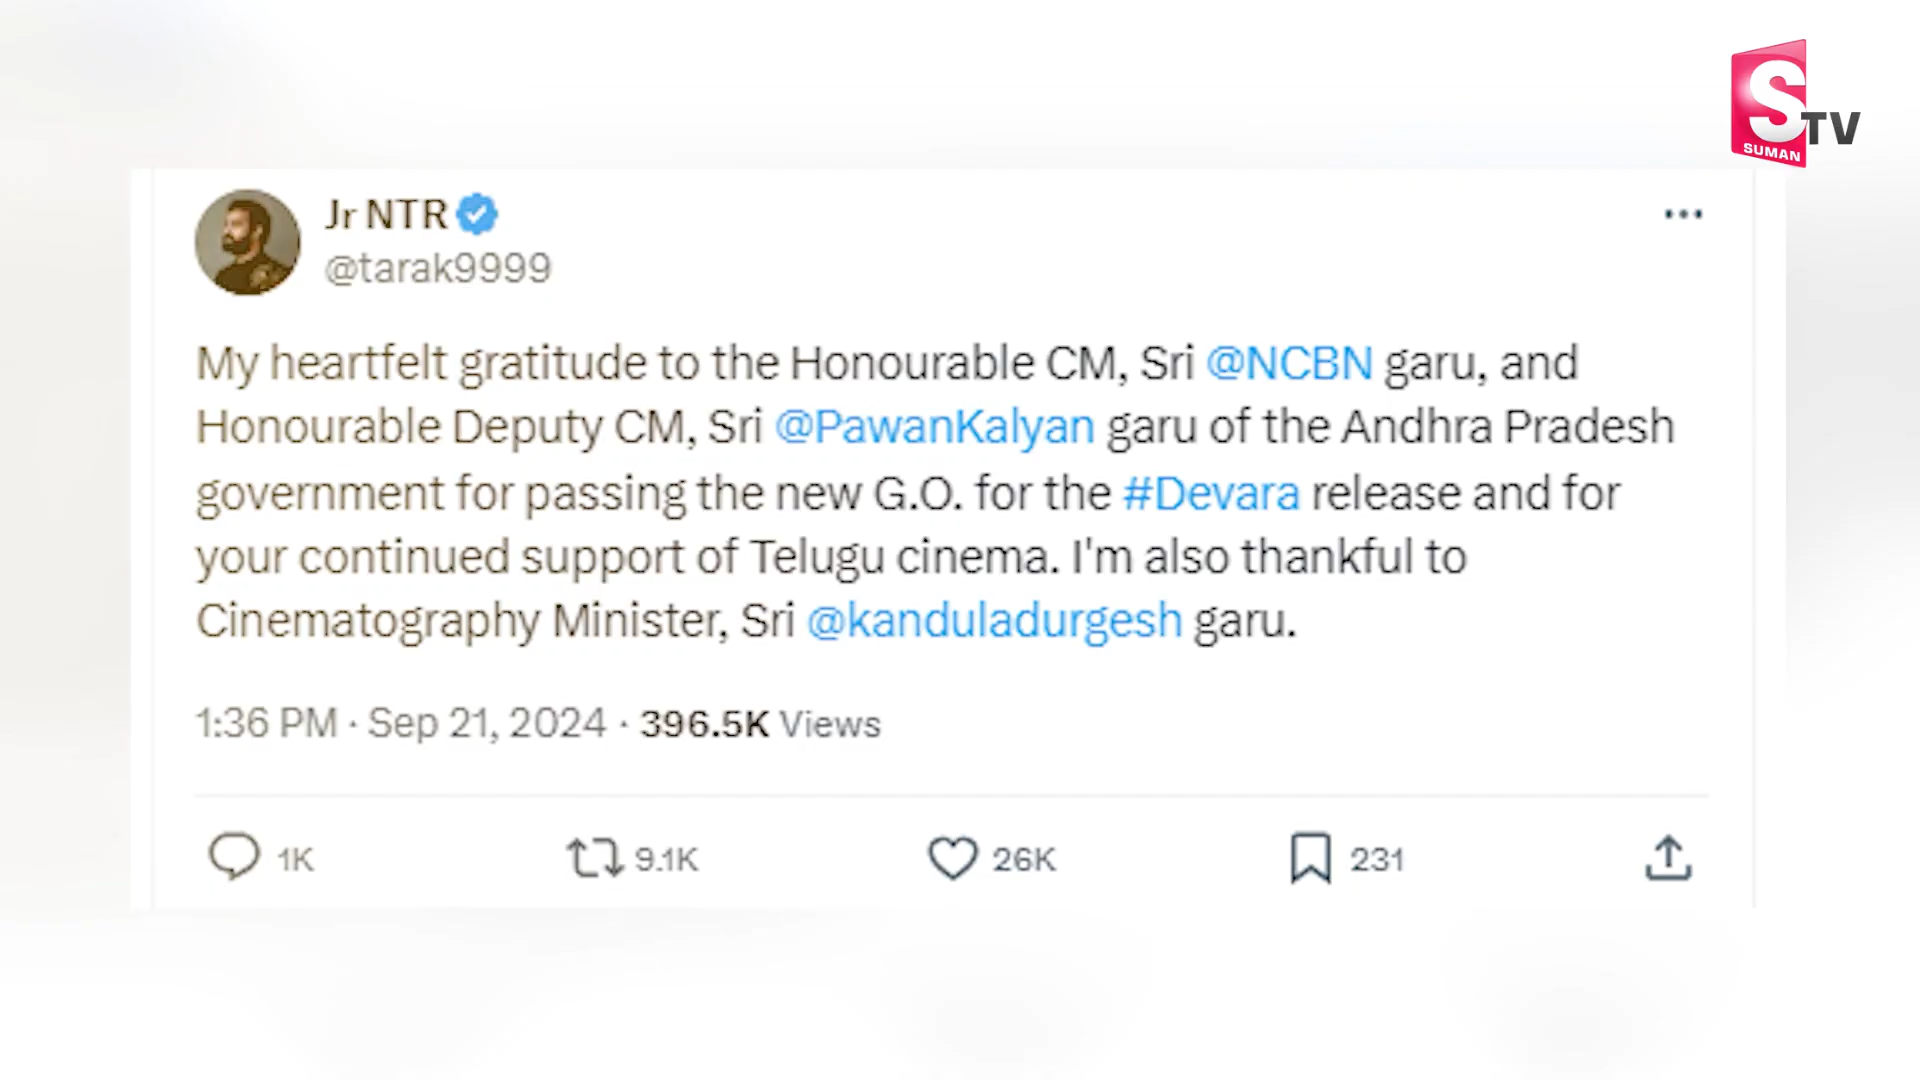 S TV
SUMAN
Jr NTR
@tarak9999
My heartfelt gratitude to the Honourable CM, Sri @NCBN garu, and
Honourable Deputy CM, Sri @PawanKalyan garu of the Andhra Pradesh
government for passing the new G.O. for the #Devara release and for
your continued support of Telugu cinema. I'm also thankful to
Cinematography Minister, Sri @kanduladurgesh garu.
1:36 PM · Sep 21, 2024 · 396.5K Views
1K 9.1K 26K 231